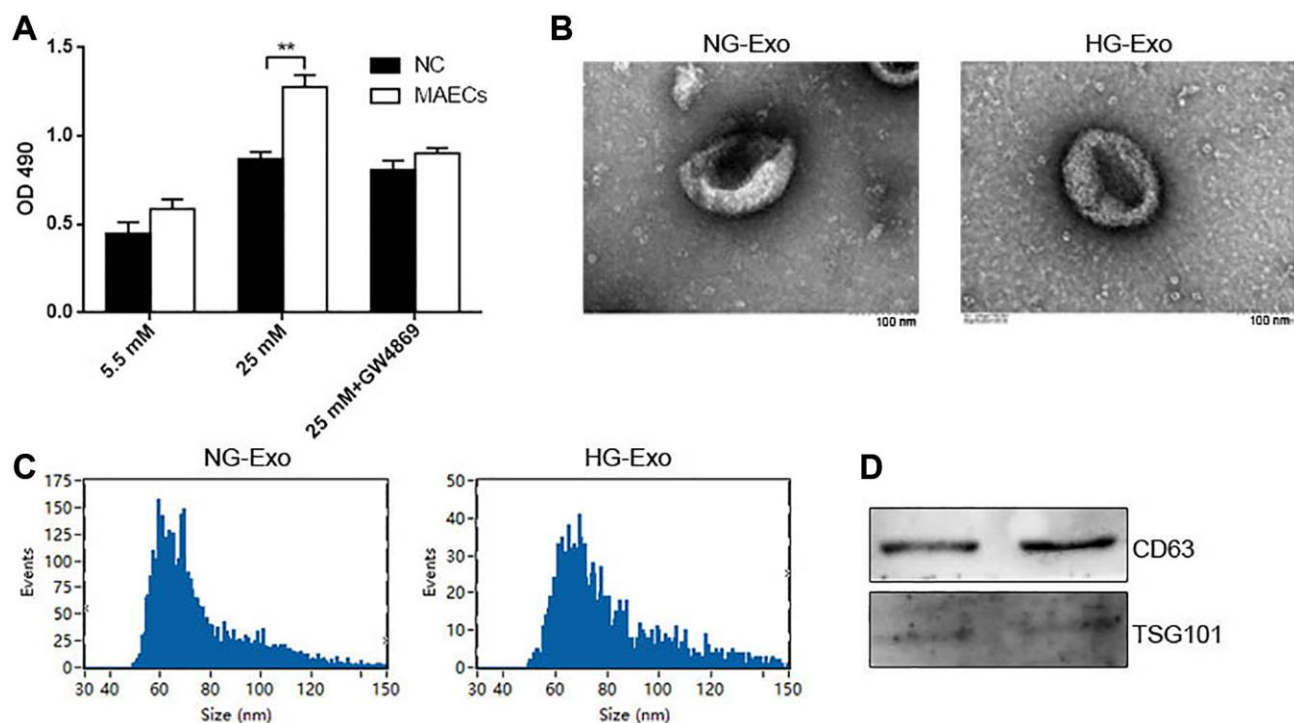 A
OD 490
1.5
1.0
0.5
0.0
**
NC
MAECs
5.5 mM
25 mM
25 mM+GW4869
B
NG-Exo
HG-Exo
100 nm
100 nm
C
NG-Exo
Events
175
150
125
100
75
50
25
0
30 40 60 80 100 120 150
Size (nm)
HG-Exo
Events
50
40
30
20
10
0
30 40 60 80 100 120 150
Size (nm)
D
CD63
TSG101